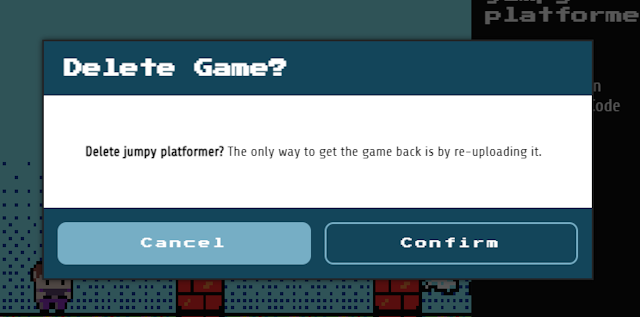 platforme
Delete Game?
Delete jumpy platformer? The only way to get the game back is by re-uploading it.
Cancel
Confirm